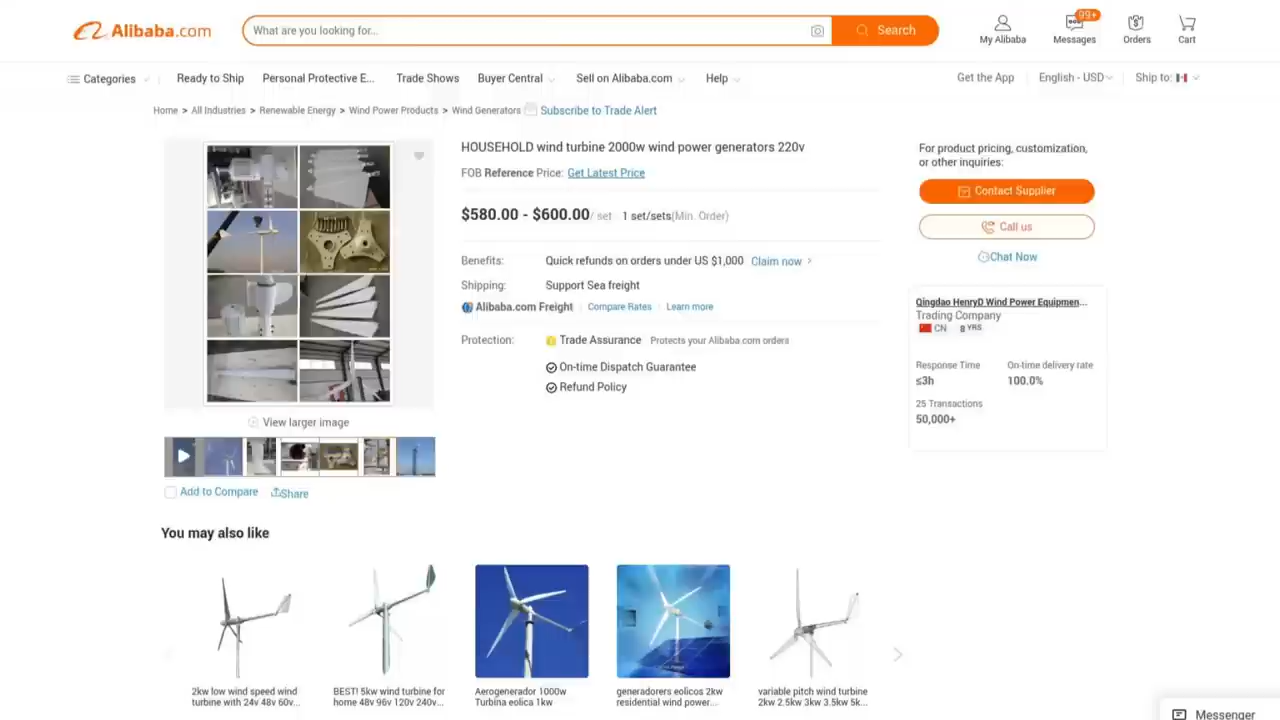 Alibaba.com
What are you looking for...
Search
My Alibaba
99+
Messages
Orders
Cart
Categories
Ready to Ship
Personal Protective E...
Trade Shows
Buyer Central
Sell on Alibaba.com
Help
Get the App
English - USD
Ship to:
Home > All Industries > Renewable Energy > Wind Power Products > Wind Generators
Subscribe to Trade Alert
HOUSEHOLD wind turbine 2000w wind power generators 220v
FOB Reference Price: Get Latest Price
$580.00 - $600.00/ set
1 set/sets(Min. Order)
Benefits:
Quick refunds on orders under US $1,000
Claim now >
Shipping:
Support Sea freight
Alibaba.com Freight
Compare Rates
Learn more
Protection:
Trade Assurance
Protects your Alibaba.com orders
On-time Dispatch Guarantee
Refund Policy
For product pricing, customization,
or other inquiries:
Contact Supplier
Call us
Chat Now
Qingdao HenryD Wind Power Equipmen...
Trading Company
CN
8 YRS
Response Time
≤3h
On-time delivery rate
100.0%
25 Transactions
50,000+
View larger image
Add to Compare
Share
You may also like
2kw low wind speed wind
turbine with 24v 48v 60v...
BEST! 5kw wind turbine for
home 48v 96v 120v 240v...
Aerogenerador 1000w
Turbina eolica 1kw
generadorers eolicos 2kw
residential wind power...
variable pitch wind turbine
2kw 2.5kw 3kw 3.5kw 5k...
Messenger